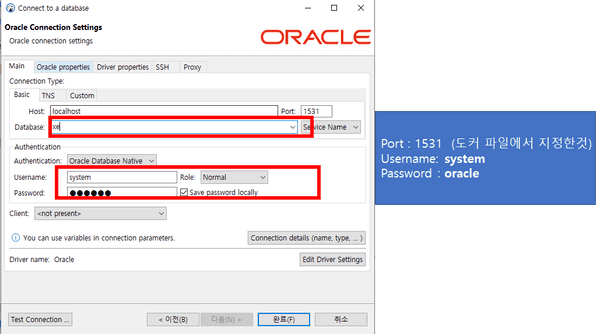 Connect to a database
Oracle Connection Settings
Oracle connection settings
ORACLE
Main Oracle properties Driver properties SSH Proxy
Connection Type:
Basic TNS Custom
Host: localhost Port: 1531
Database: xe Service Name
Authentication
Authentication: Oracle Database Native
Username: system Role: Normal
Password: ●●●●●● Save password locally
Client: <not present>
You can use variables in connection parameters. Connection details (name, type, ... )
Driver name: Oracle Edit Driver Settings
Test Connection ... < 이전(B) 다음(N) > 완료(F) 취소
Port : 1531 (도커 파일에서 지정한것)
Username: system
Password : oracle